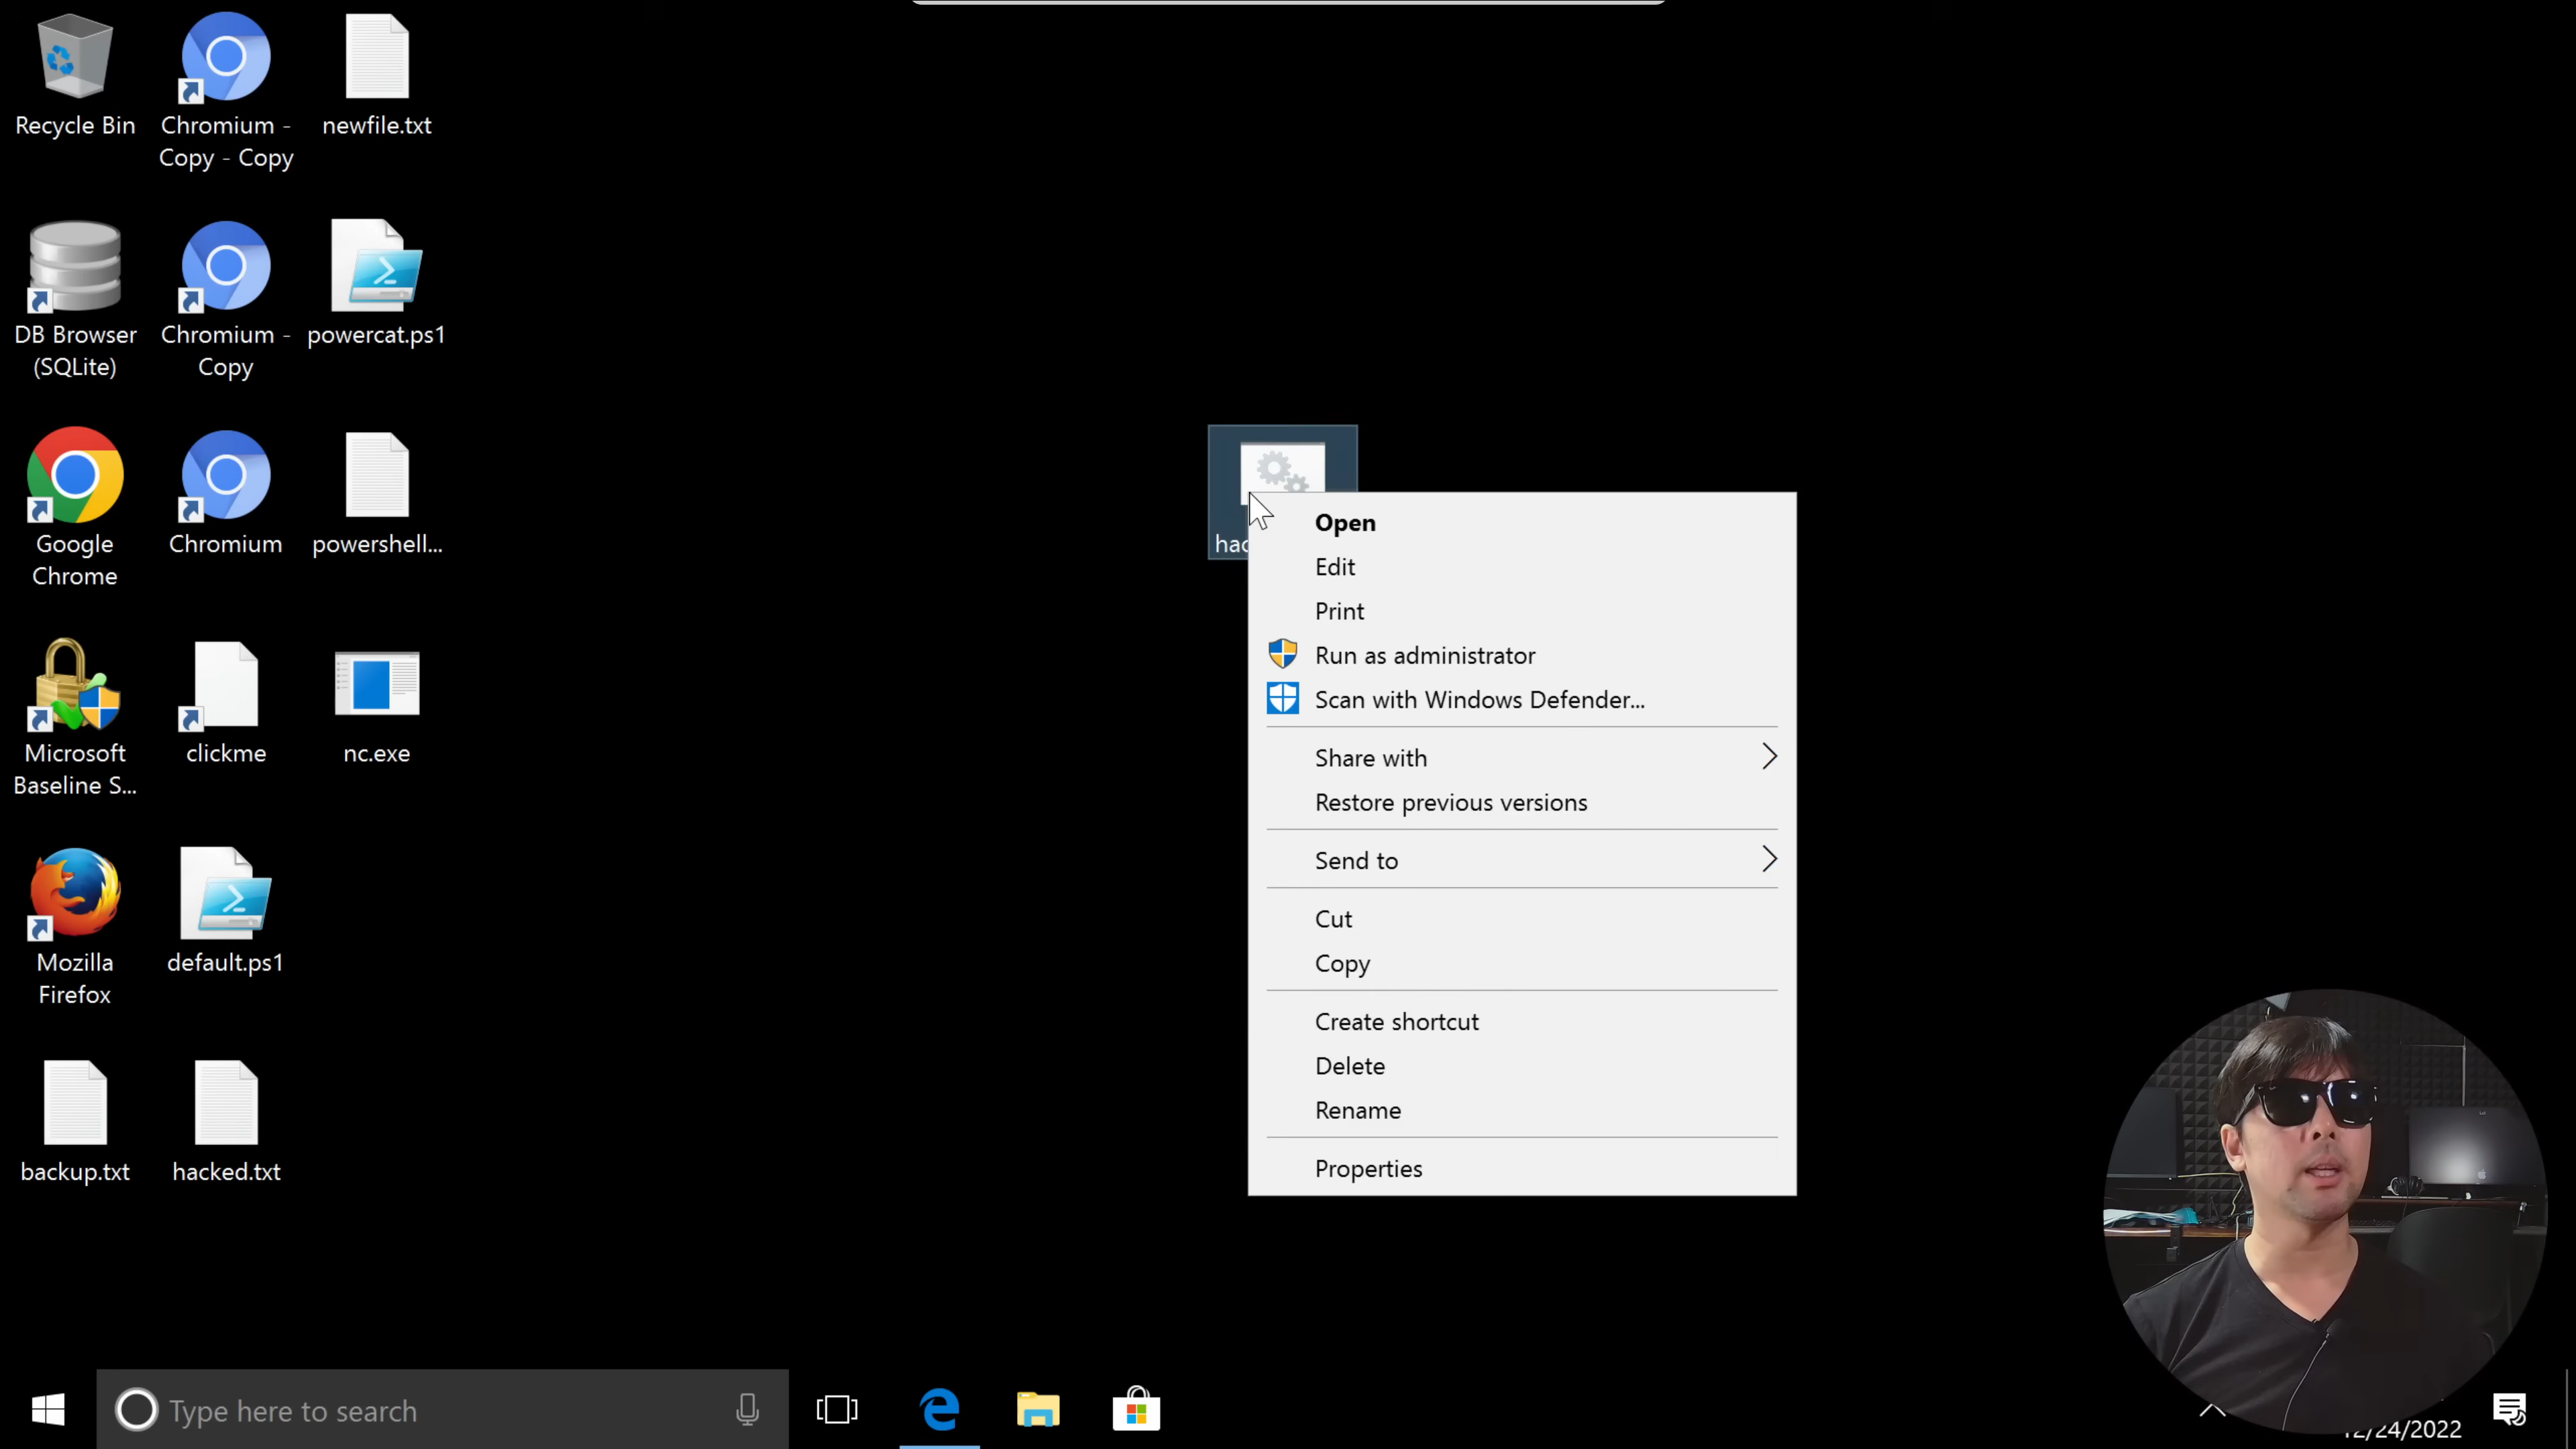 Recycle Bin
Chromium -
Copy - Copy
newfile.txt
DB Browser
(SQLite)
Chromium -
Copy
powercat.ps1
Google
Chrome
Chromium
powershell...
Microsoft
Baseline S...
clickme
nc.exe
Mozilla
Firefox
default.ps1
backup.txt
hacked.txt
hac
Open
Edit
Print
Run as administrator
Scan with Windows Defender...
Share with
Restore previous versions
Send to
Cut
Copy
Create shortcut
Delete
Rename
Properties
Type here to search
12/24/2022